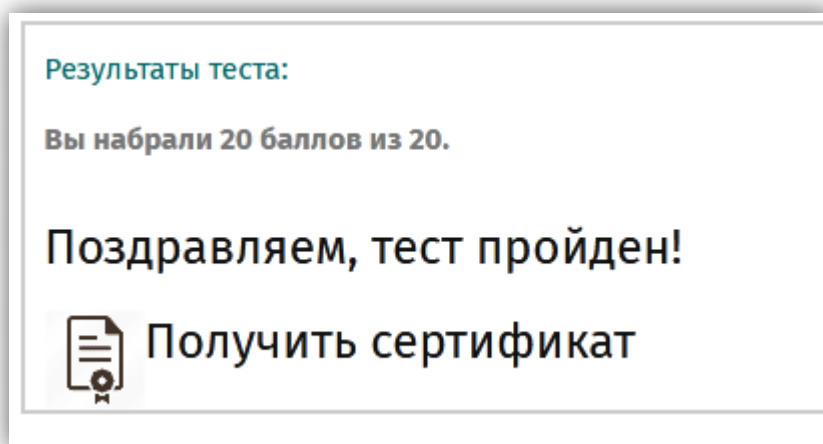 Результаты теста:
Вы набрали 20 баллов из 20.
Поздравляем, тест пройден!
Получить сертификат